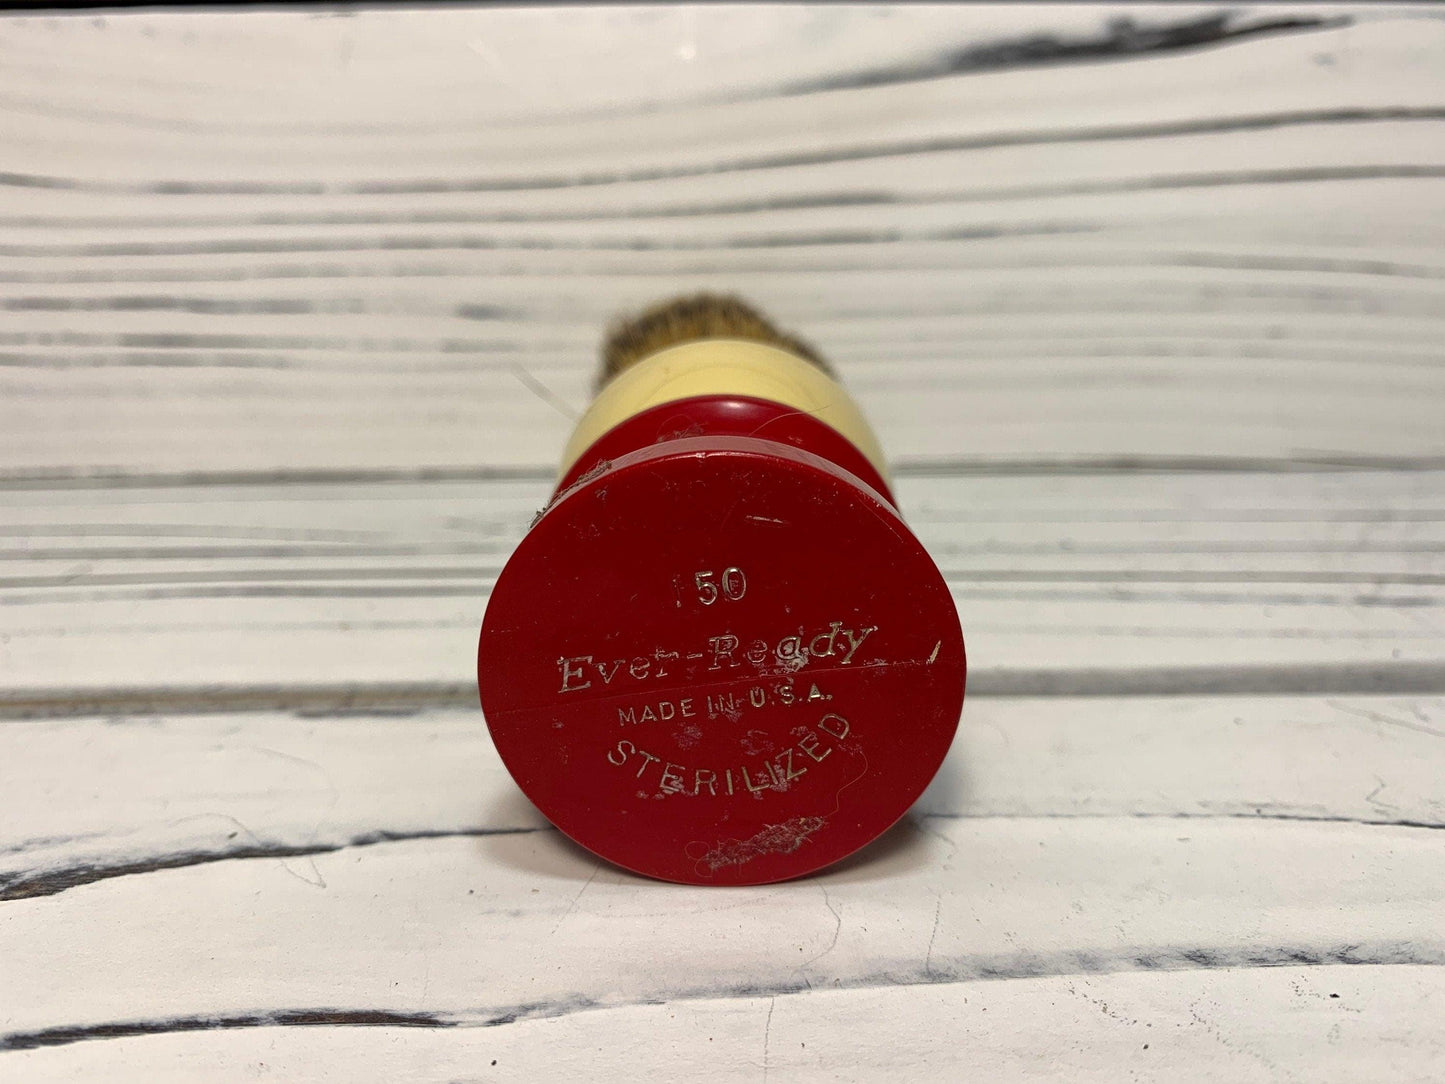 150
Ever-Ready
MADE IN U.S.A.
STERILIZED